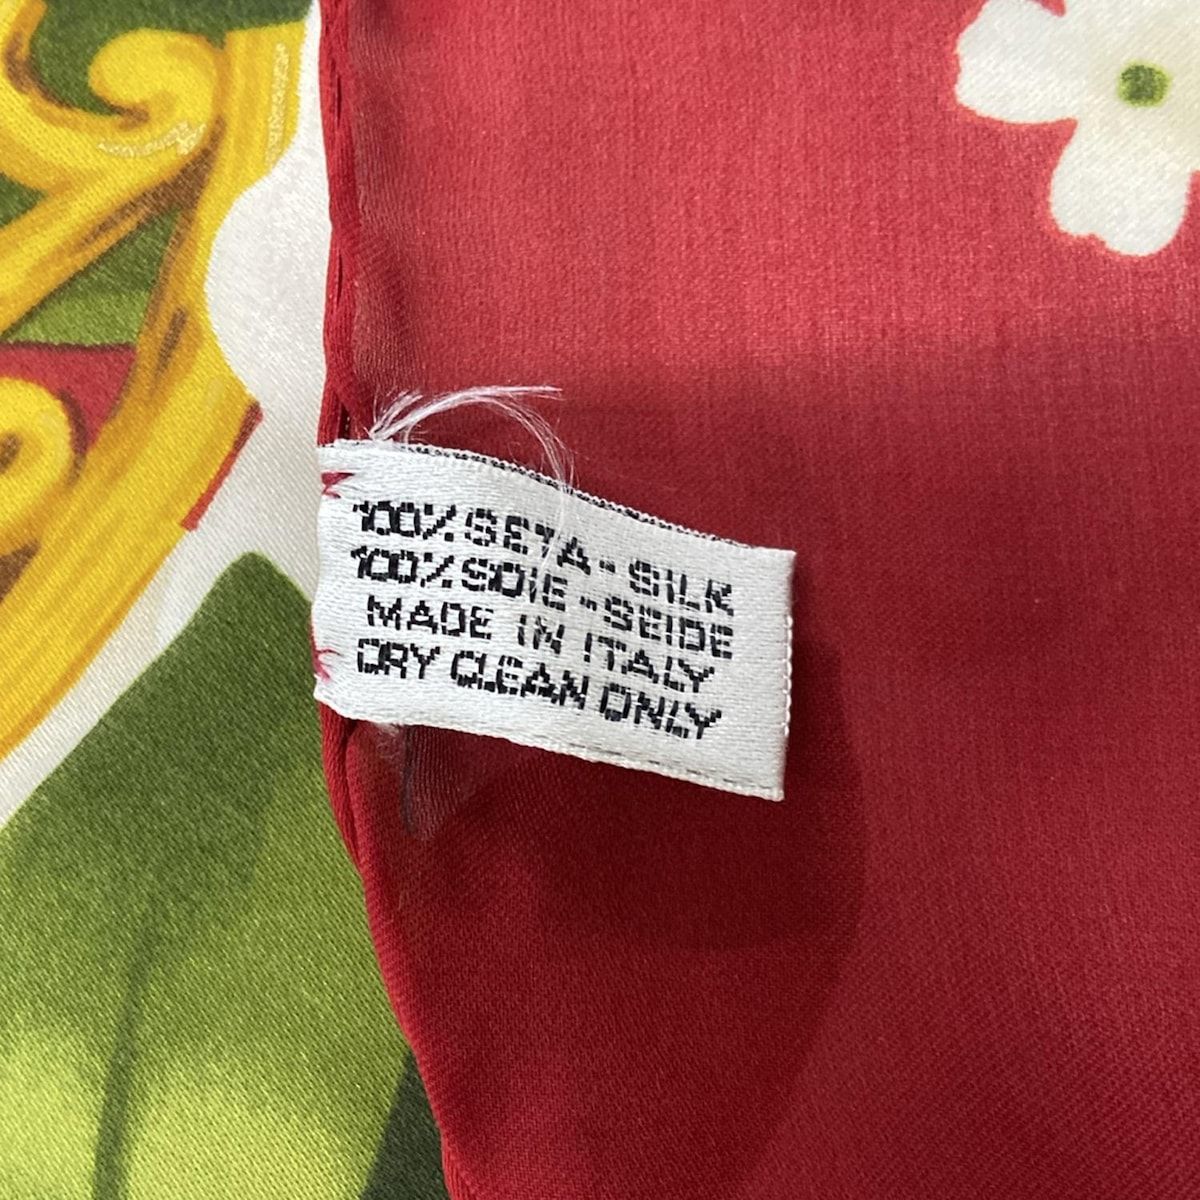 100% SETA-SILK
100% SOIE-SEIDE
MADE IN ITALY
DRY CLEAN ONLY